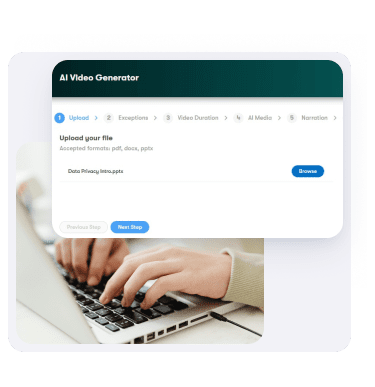 AI Video Generator
1 Upload > 2 Exceptions > 3 Video Duration > 4 AI Media > 5 Narration >
Upload your file
Accepted formats: pdf, docx, pptx
Data Privacy Intro.pptx Browse
Previous Step Next Step